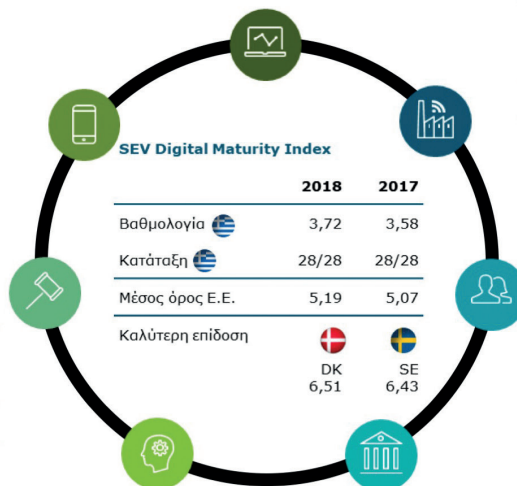 SEV Digital Maturity Index
2018 2017
Βαθμολογία 3,72 3,58
Κατάταξη 28/28 28/28
Μέσος όρος Ε.Ε. 5,19 5,07
Καλύτερη επίδοση
DK SE
6,51 6,43